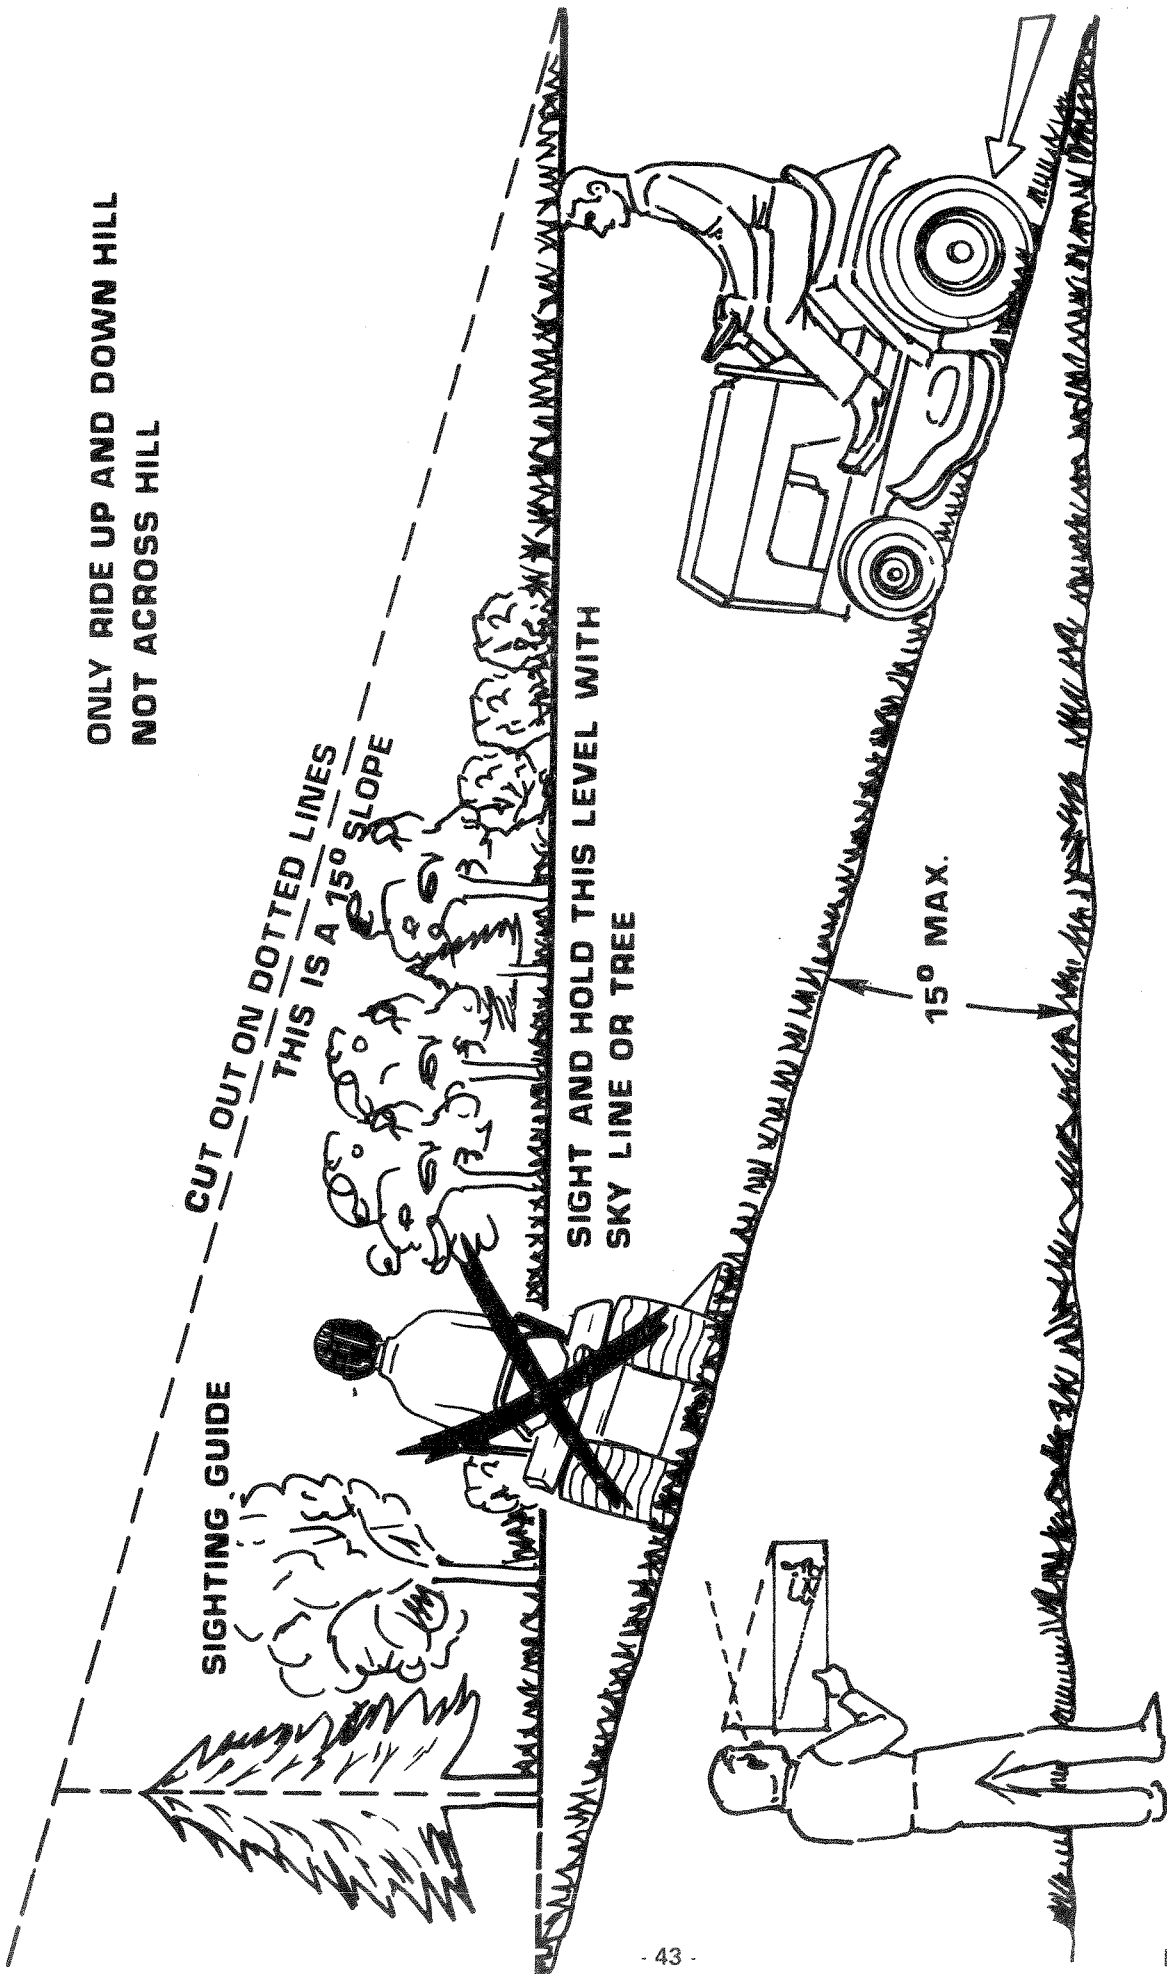 ONLY RIDE UP AND DOWN HILL
NOT ACROSS HILL
CUT OUT ON DOTTED LINES
THIS IS A 15° SLOPE
SIGHTING GUIDE
SIGHT AND HOLD THIS LEVEL WITH
SKY LINE OR TREE
15° MAX.
- 43 -